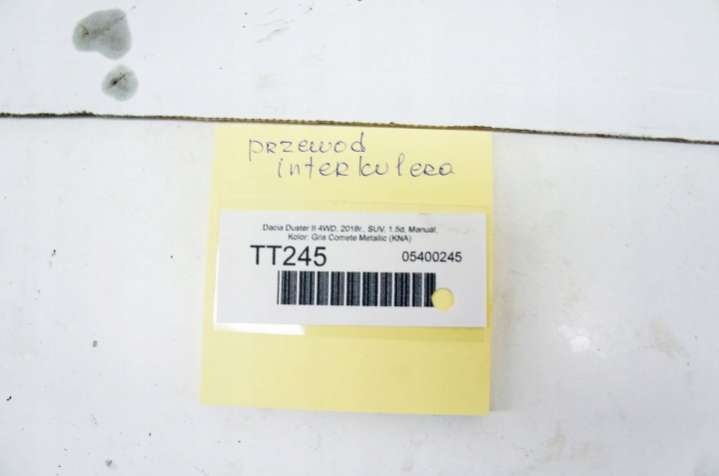 przewod
interkulera
Dacia Duster II 4WD, 2018r., SUV, 1.5d, Manual,
Kolor: Gris Comete Metallic (KNA)
TT245 05400245